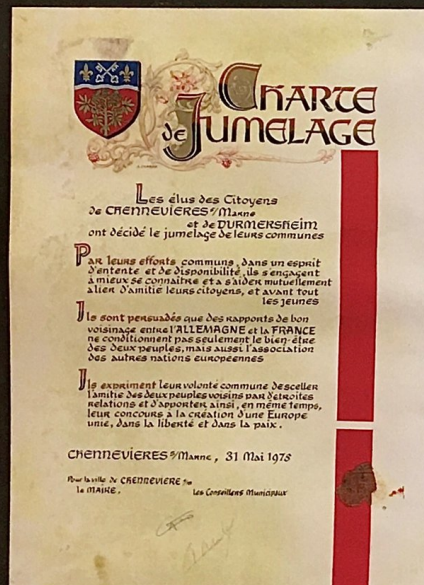 CHARTE
de JUMELAGE
Les élus des Citoyens
de CHENNEVIERES s/Marne
et de DURMERSHEIM
ont décidé le jumelage de leurs communes
PAR leurs efforts communs, dans un esprit
d'entente et de disponibilité, ils s'engagent
à mieux se connaitre et a s'aider mutuellement
a lier d'amitié leurs citoyens, et avant tout
les jeunes
Ils sont persuadés que des rapports de bon
voisinage entre l'ALLEMAGNE et la FRANCE
ne conditionnent pas seulement le bien-être
des deux peuples, mais aussi l'association
des autres nations européennes
Ils expriment leur volonté commune de sceller
l'amitié des deux peuples voisins par d'etroites
relations et d'apporter ainsi, en même temps,
leur concours à la création d'une Europe
unie, dans la liberté et dans la paix.
CHENNEVIERES s/Marne, 31 Mai 1975
Pour la ville de CHENNEVIERE s/m
le MAIRE.
les Conseillers Municipaux